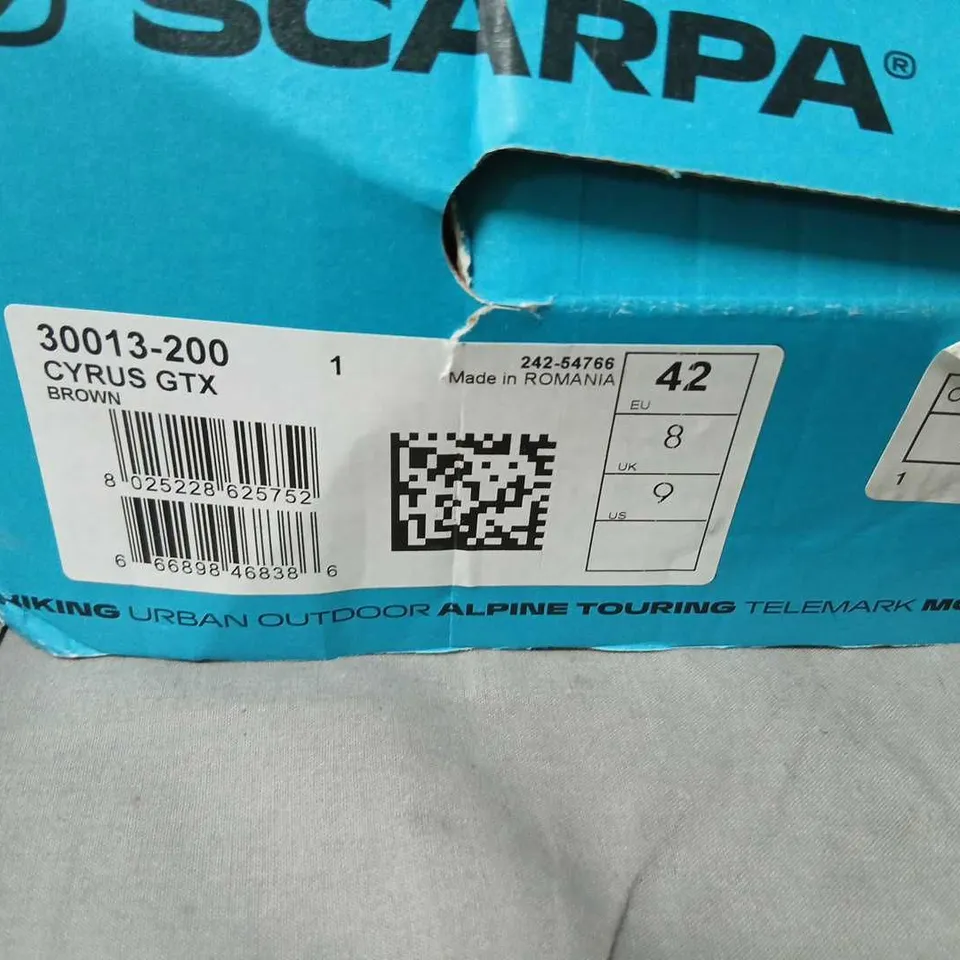 SCARPA®
30013-200
CYRUS GTX
BROWN
1
242-54766
Made in ROMANIA
42
EU
8
UK
9
US
8 025228 625752
6 66898 46838 6
1
HIKING URBAN OUTDOOR ALPINE TOURING TELEMARK